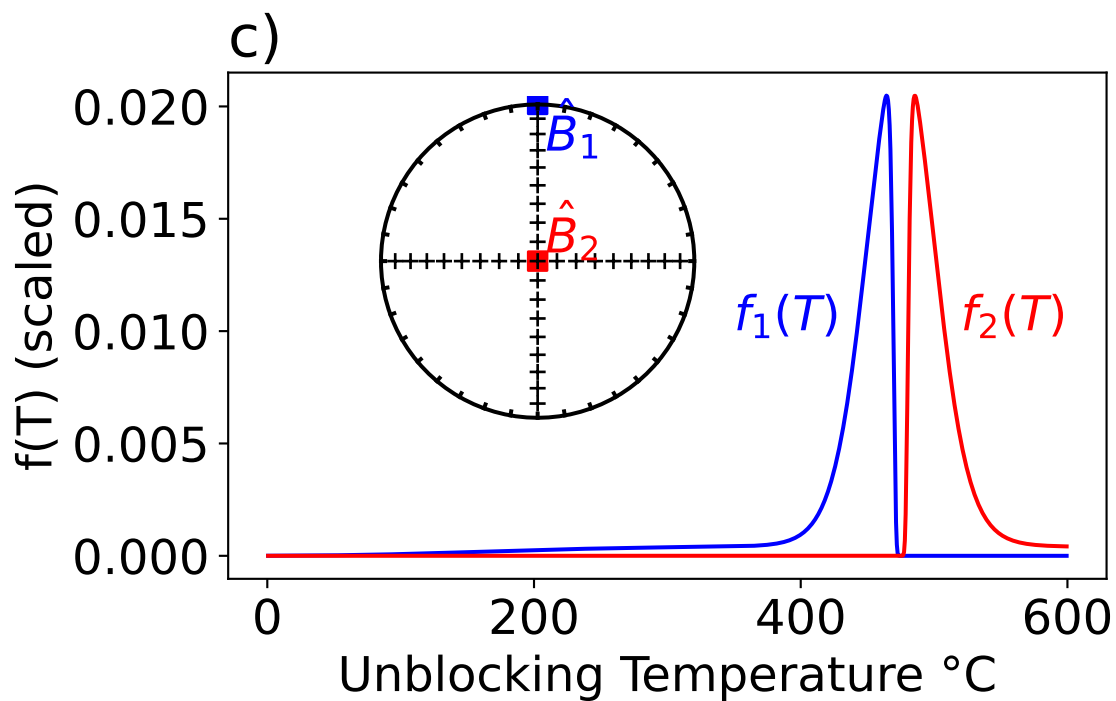 c)
0.020
0.015
0.010
0.005
0.000
f(T) (scaled)
B̂₁
B̂₂
f₁(T)
f₂(T)
0
200
400
600
Unblocking Temperature °C